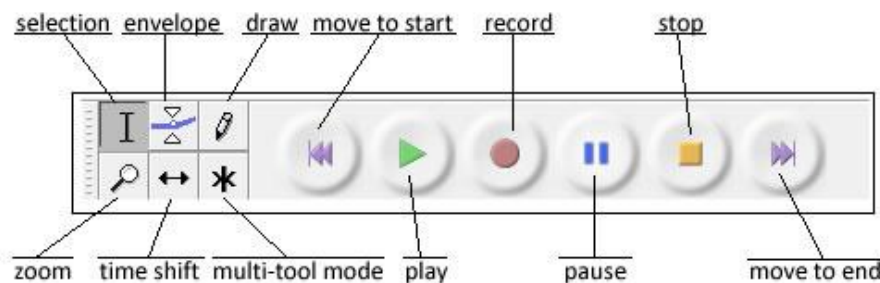 selection envelope draw move to start record stop
zoom time shift multi-tool mode play pause move to end